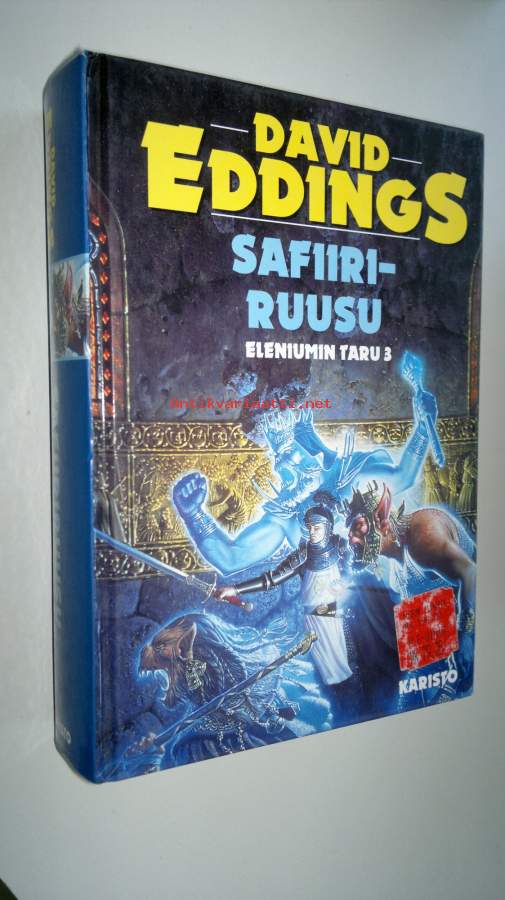 DAVID
EDDINGS
SAFIIRI-
RUUSU
ELENIUMIN TARU 3
Antikvariaatti.net
KARISTO